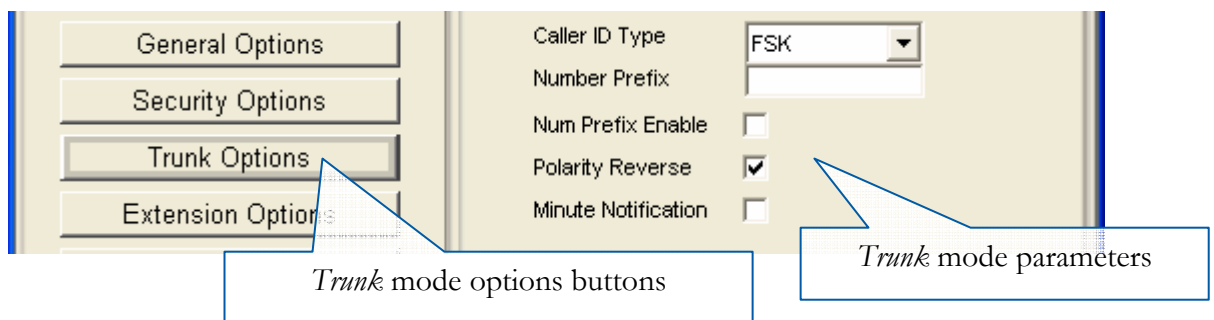 General Options
Security Options
Trunk Options
Extension Options
Caller ID Type
FSK
Number Prefix
Num Prefix Enable
Polarity Reverse
Minute Notification
Trunk mode options buttons
Trunk mode parameters